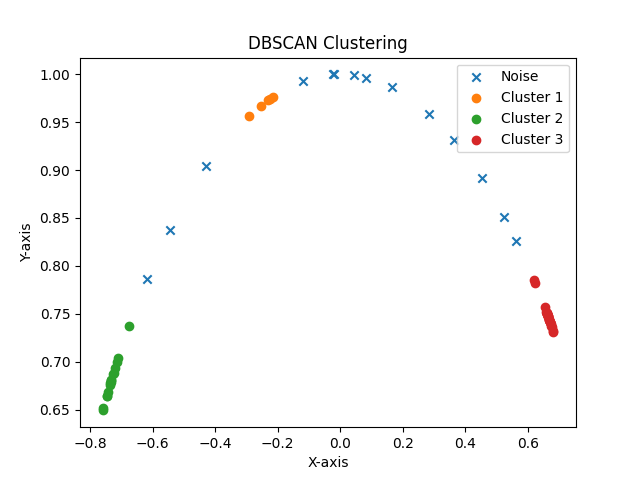 DBSCAN Clustering
1.00
0.95
0.90
0.85
0.80
0.75
0.70
0.65
Y-axis
Noise
Cluster 1
Cluster 2
Cluster 3
−0.8 −0.6 −0.4 −0.2 0.0 0.2 0.4 0.6
X-axis